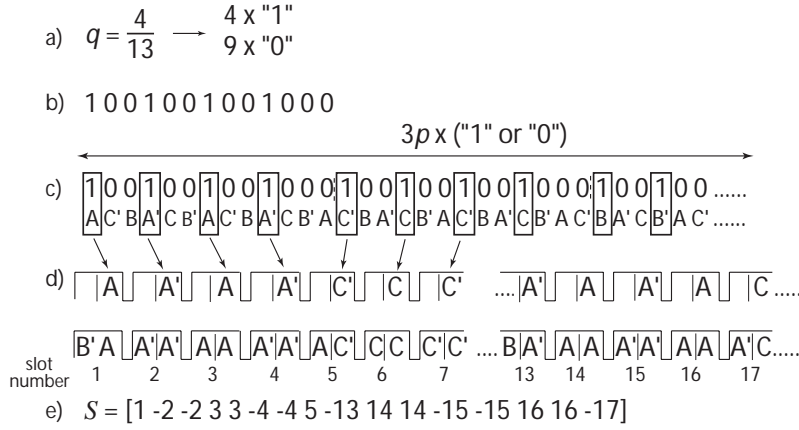 a) q = 4/13 → 4 x "1"
9 x "0"
b) 1 0 0 1 0 0 1 0 0 1 0 0 0
3p x ("1" or "0")
c) 1 0 0 1 0 0 1 0 0 1 0 0 0 1 0 0 1 0 0 1 0 0 1 0 0 0 1 0 0 1 0 0 ......
A C' B A' C B' A C' B A' C B' A C' B A' C B' A C' B A' C B' A C' B A' C B' A C' ......
d) A A' A A' C' C C' .... A' A A' A C .....
B' A A' A' A A A' A' A C' C C C' C' .... B A' A A A' A' A A A' C .....
slot number 1 2 3 4 5 6 7 13 14 15 16 17
e) S = [1 -2 -2 3 3 -4 -4 5 -13 14 14 -15 -15 16 16 -17]